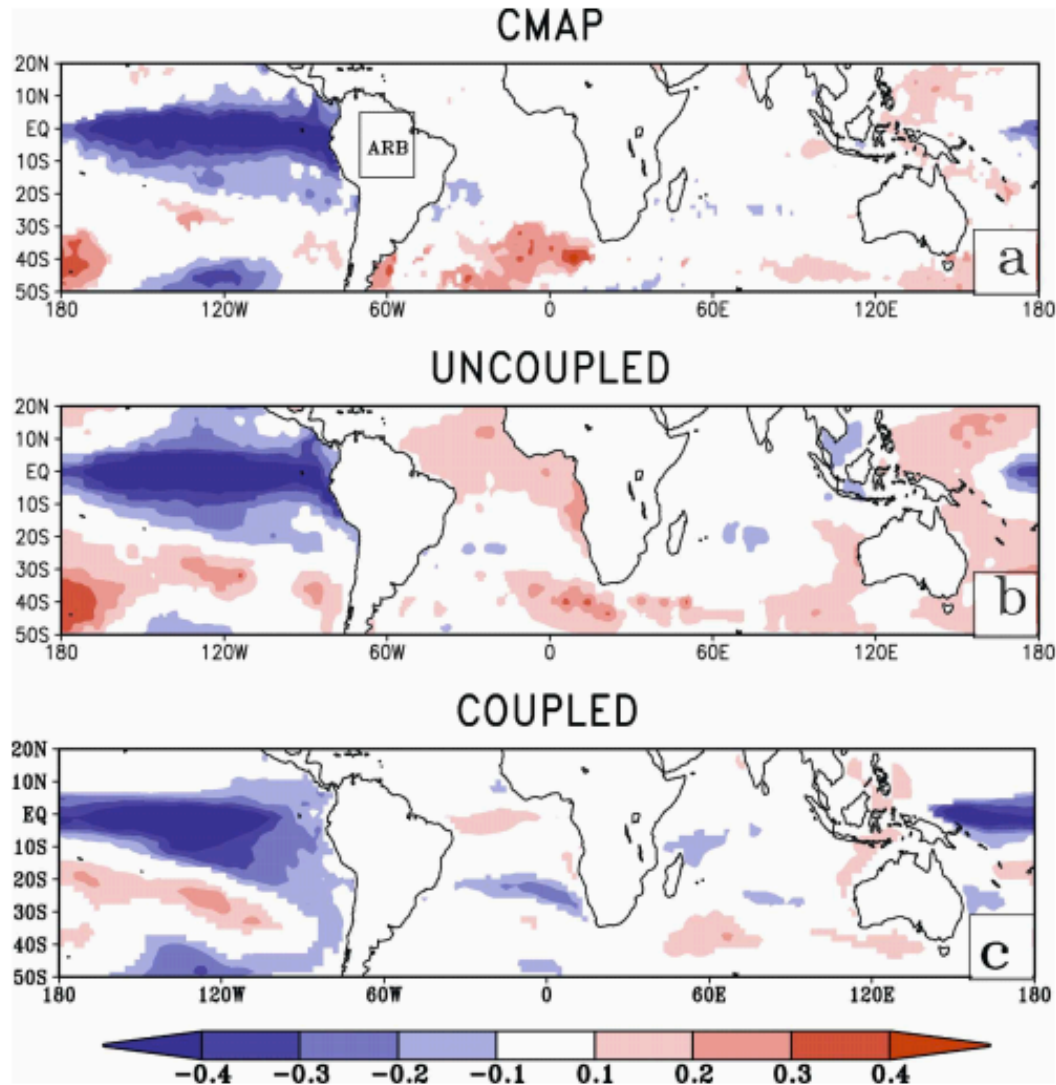 CMAP
20N
10N
EQ
10S
20S
30S
40S
50S
ARB
a
180 120W 60W 0 60E 120E 180
UNCOUPLED
20N
10N
EQ
10S
20S
30S
40S
50S
b
180 120W 60W 0 60E 120E 180
COUPLED
20N
10N
EQ
10S
20S
30S
40S
50S
c
180 120W 60W 0 60E 120E 180
-0.4 -0.3 -0.2 -0.1 0.1 0.2 0.3 0.4